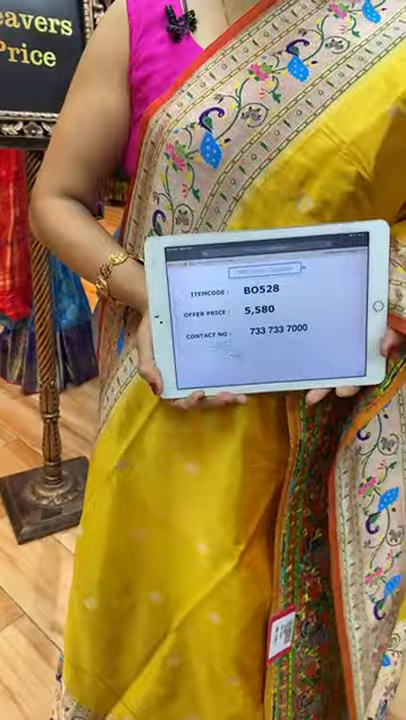 eavers
Price
ITEMCODE : BO528
OFFER PRICE : 5,580
CONTACT NO : 733 733 7000